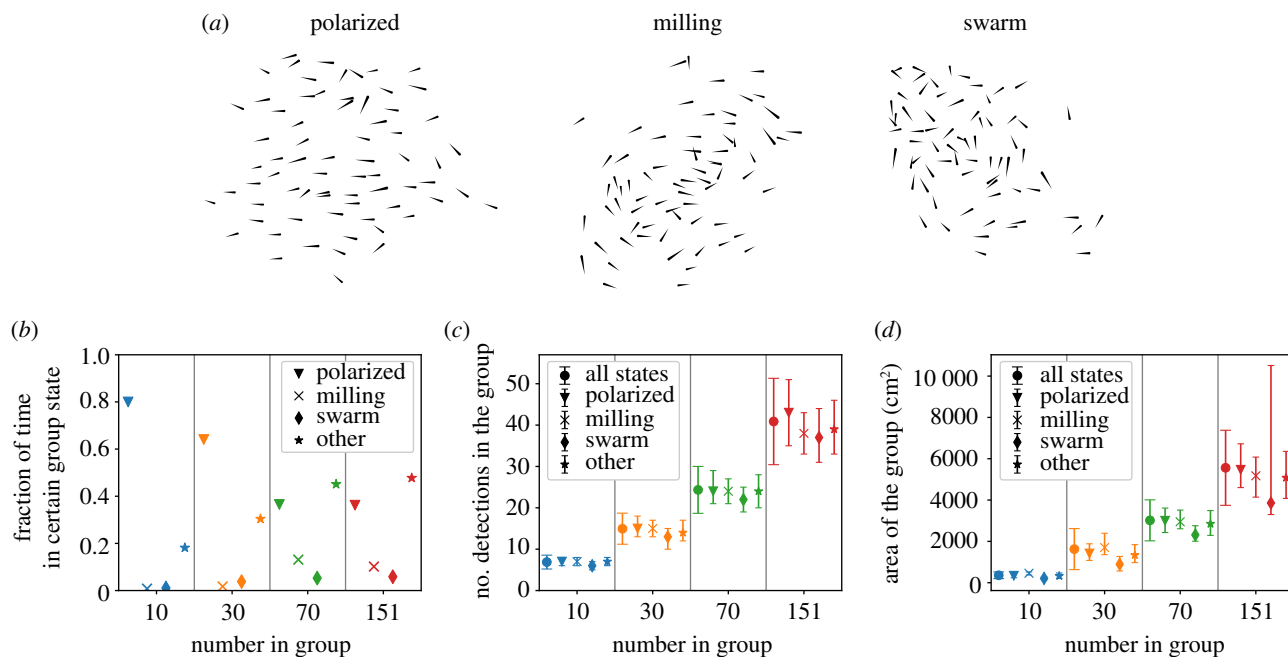 (a) polarized milling swarm
(b)
1.0
0.8
0.6
0.4
0.2
0
fraction of time
in certain group state
polarized
milling
swarm
other
10 30 70 151
number in group
(c)
50
40
30
20
10
0
no. detections in the group
all states
polarized
milling
swarm
other
10 30 70 151
number in group
(d)
10 000
8000
6000
4000
2000
0
area of the group (cm²)
all states
polarized
milling
swarm
other
10 30 70 151
number in group